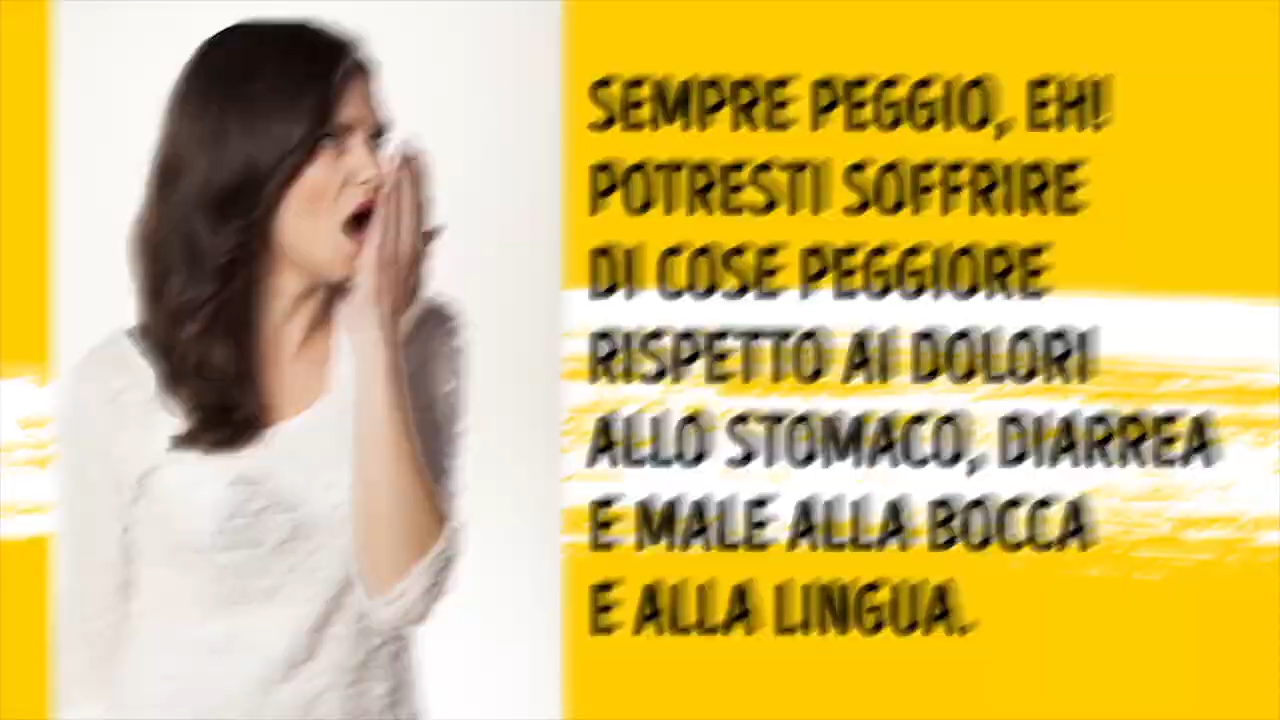 SEMPRE PEGGIO, EH!
POTRESTI SOFFRIRE
DI COSE PEGGIORE
RISPETTO AI DOLORI
ALLO STOMACO, DIARREA
E MALE ALLA BOCCA
E ALLA LINGUA.